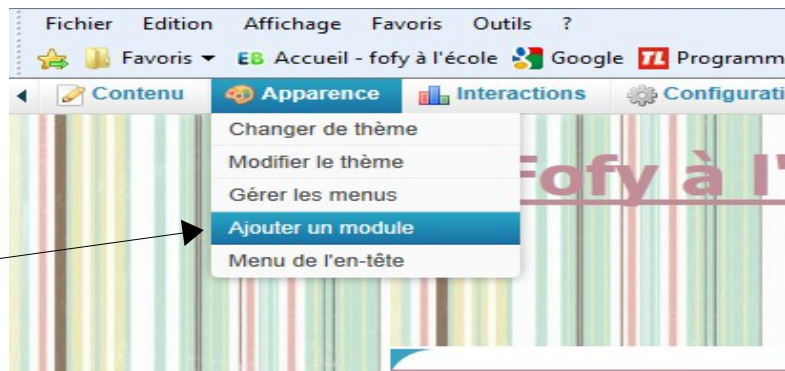 Fichier Edition Affichage Favoris Outils ?
Favoris EB Accueil - fofy à l'école Google TL Programm
Contenu Apparence Interactions Configurati
Changer de thème
Modifier le thème
Fofy à l'
Gérer les menus
Ajouter un module
Menu de l'en-tête